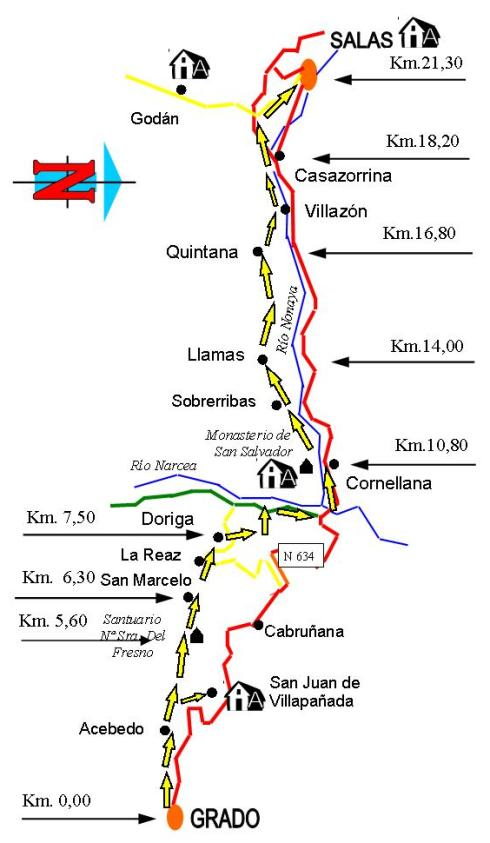 SALAS A
Km.21,30
A
Godán
Km.18,20
Casazorrina
N
Villazón
Km.16,80
Quintana
Río Nonaya
Km.14,00
Llamas
Sobrerribas
Monasterio de
San Salvador
Km.10,80
Río Narcea
A
Cornellana
Km. 7,50
Doriga
La Reaz
N 634
Km. 6,30
San Marcelo
Km. 5,60
Santuario
Nª Sra. Del
Fresno
Cabruñana
San Juan de
Villapañada
A
Acebedo
Km. 0,00
GRADO